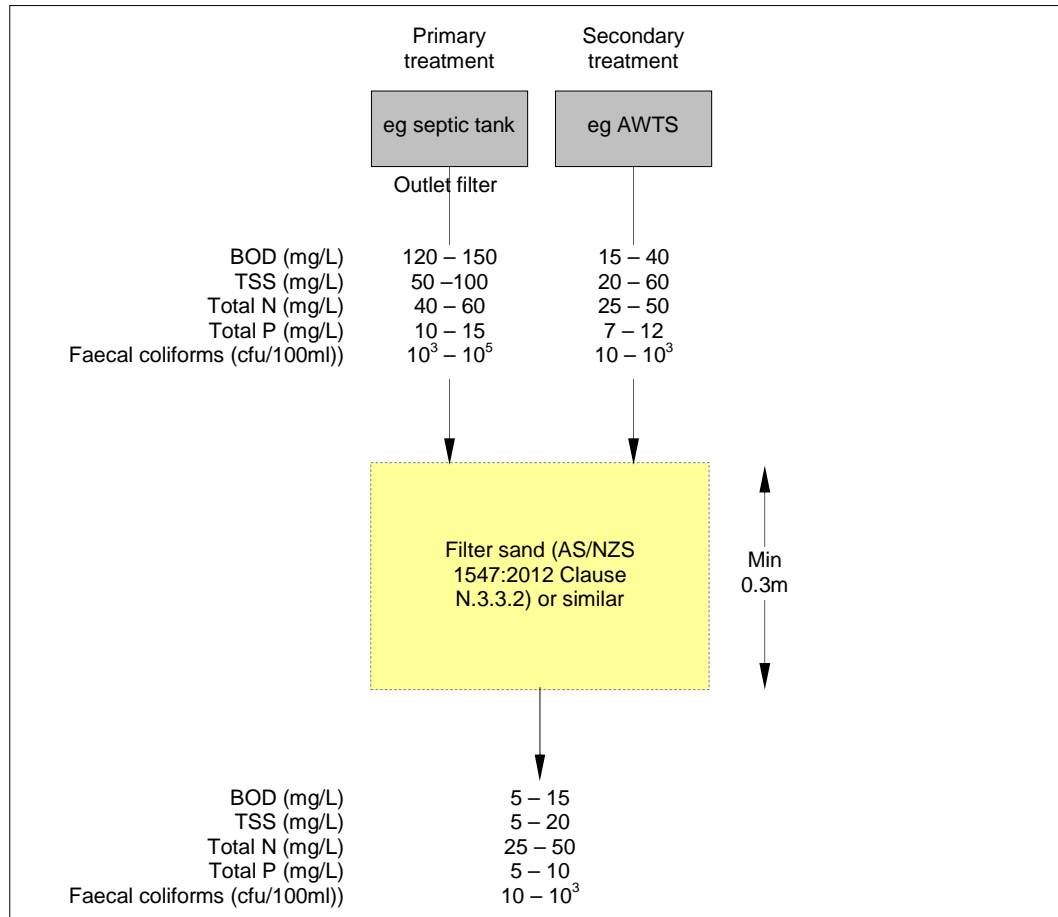 Primary treatment
Secondary treatment
eg septic tank
eg AWTS
Outlet filter
BOD (mg/L) 120 – 150 15 – 40
TSS (mg/L) 50 –100 20 – 60
Total N (mg/L) 40 – 60 25 – 50
Total P (mg/L) 10 – 15 7 – 12
Faecal coliforms (cfu/100ml)) 10³ – 10⁵ 10 – 10³
Filter sand (AS/NZS
1547:2012 Clause
N.3.3.2) or similar
Min
0.3m
BOD (mg/L) 5 – 15
TSS (mg/L) 5 – 20
Total N (mg/L) 25 – 50
Total P (mg/L) 5 – 10
Faecal coliforms (cfu/100ml)) 10 – 10³